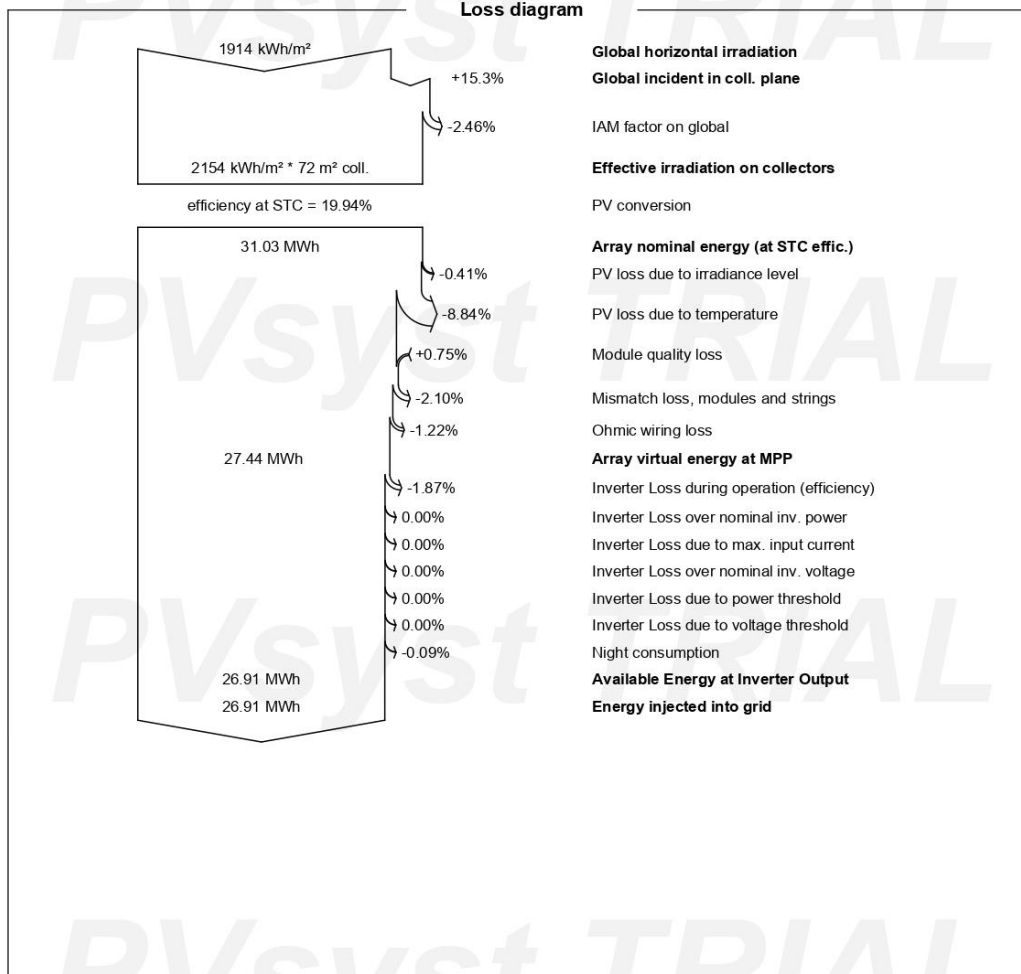 Loss diagram
1914 kWh/m² Global horizontal irradiation
+15.3% Global incident in coll. plane
-2.46% IAM factor on global
2154 kWh/m² * 72 m² coll. Effective irradiation on collectors
efficiency at STC = 19.94% PV conversion
31.03 MWh Array nominal energy (at STC effic.)
-0.41% PV loss due to irradiance level
-8.84% PV loss due to temperature
+0.75% Module quality loss
-2.10% Mismatch loss, modules and strings
-1.22% Ohmic wiring loss
27.44 MWh Array virtual energy at MPP
-1.87% Inverter Loss during operation (efficiency)
0.00% Inverter Loss over nominal inv. power
0.00% Inverter Loss due to max. input current
0.00% Inverter Loss over nominal inv. voltage
0.00% Inverter Loss due to power threshold
0.00% Inverter Loss due to voltage threshold
-0.09% Night consumption
26.91 MWh Available Energy at Inverter Output
26.91 MWh Energy injected into grid
PVsyst TRIAL
PVsyst TRIAL
PVsyst TRIAL
PVsyst TRIAL